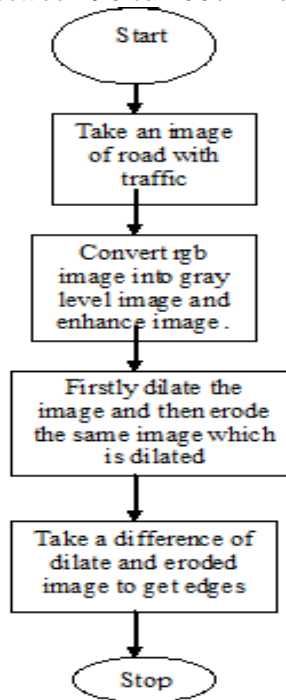 Start
Take an image
of road with
traffic
Convert rgb
image into gray
level image and
enhance image .
Firstly dilate the
image and then erode
the same image which
is dilated
Take a difference of
dilate and eroded
image to get edges
Stop